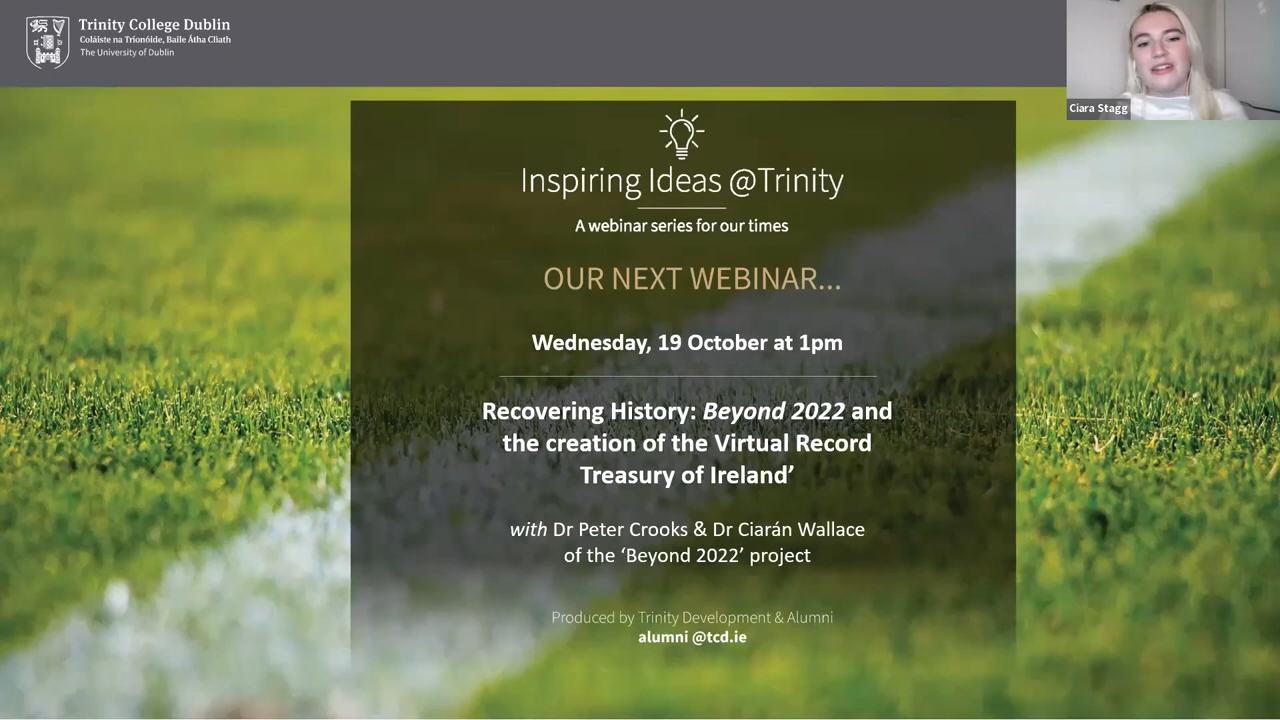 Trinity College Dublin
Coláiste na Tríonóide, Baile Átha Cliath
The University of Dublin
Ciara Stagg
Inspiring Ideas @Trinity
A webinar series for our times
OUR NEXT WEBINAR...
Wednesday, 19 October at 1pm
Recovering History: Beyond 2022 and
the creation of the Virtual Record
Treasury of Ireland’
with Dr Peter Crooks & Dr Ciarán Wallace
of the ‘Beyond 2022’ project
Produced by Trinity Development & Alumni
alumni @tcd.ie